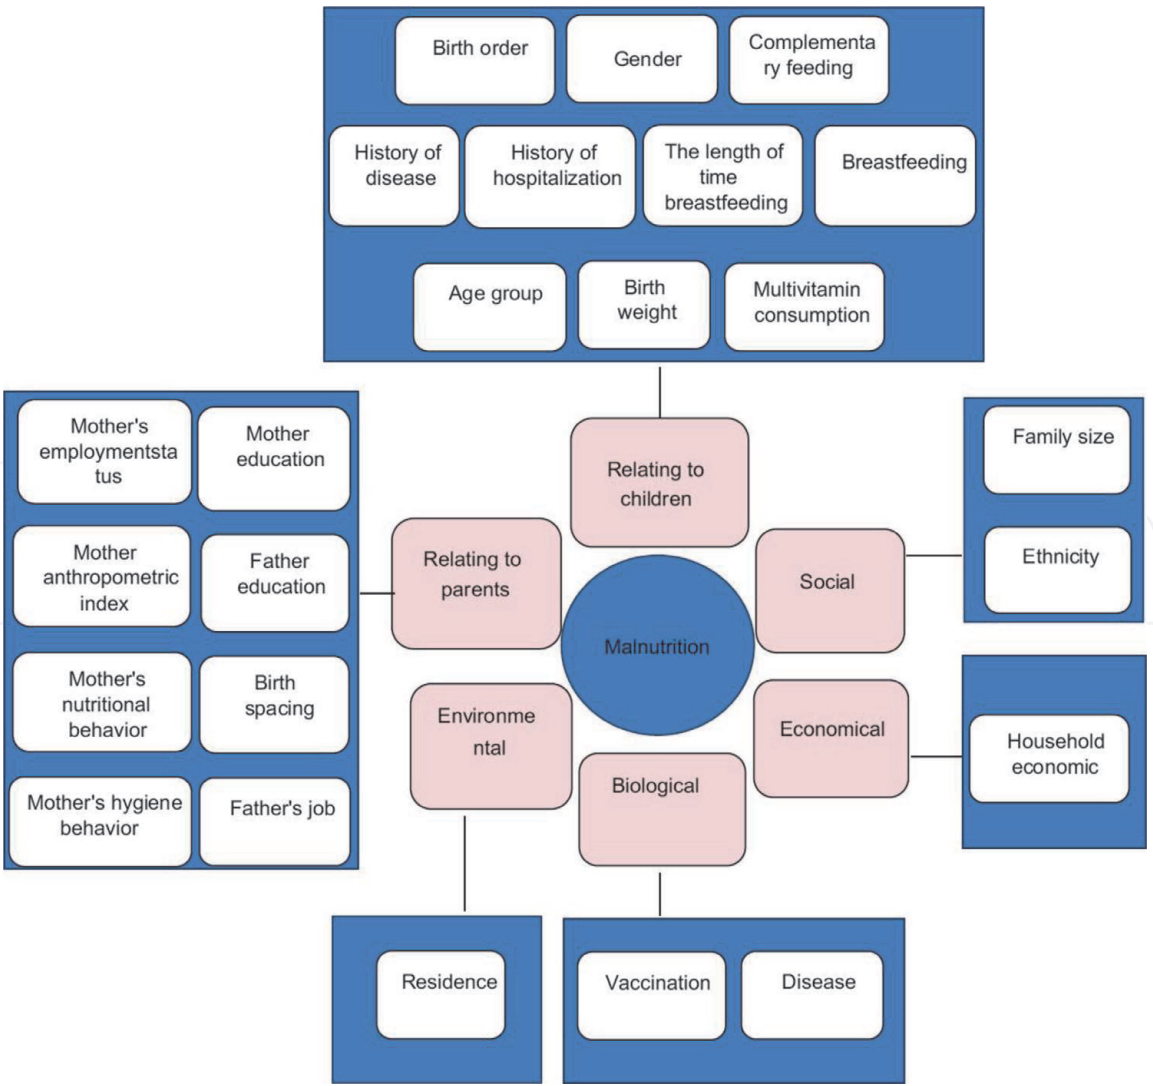 Birth order
Gender
Complementa
ry feeding
History of
disease
History of
hospitalization
The length of
time
breastfeeding
Breastfeeding
Age group
Birth
weight
Multivitamin
consumption
Mother's
employmentsta
tus
Mother
education
Mother
anthropometric
index
Father
education
Mother's
nutritional
behavior
Birth
spacing
Mother's hygiene
behavior
Father's job
Relating to
children
Relating to
parents
Social
Malnutrition
Environme
ntal
Economical
Biological
Family size
Ethnicity
Household
economic
Residence
Vaccination
Disease